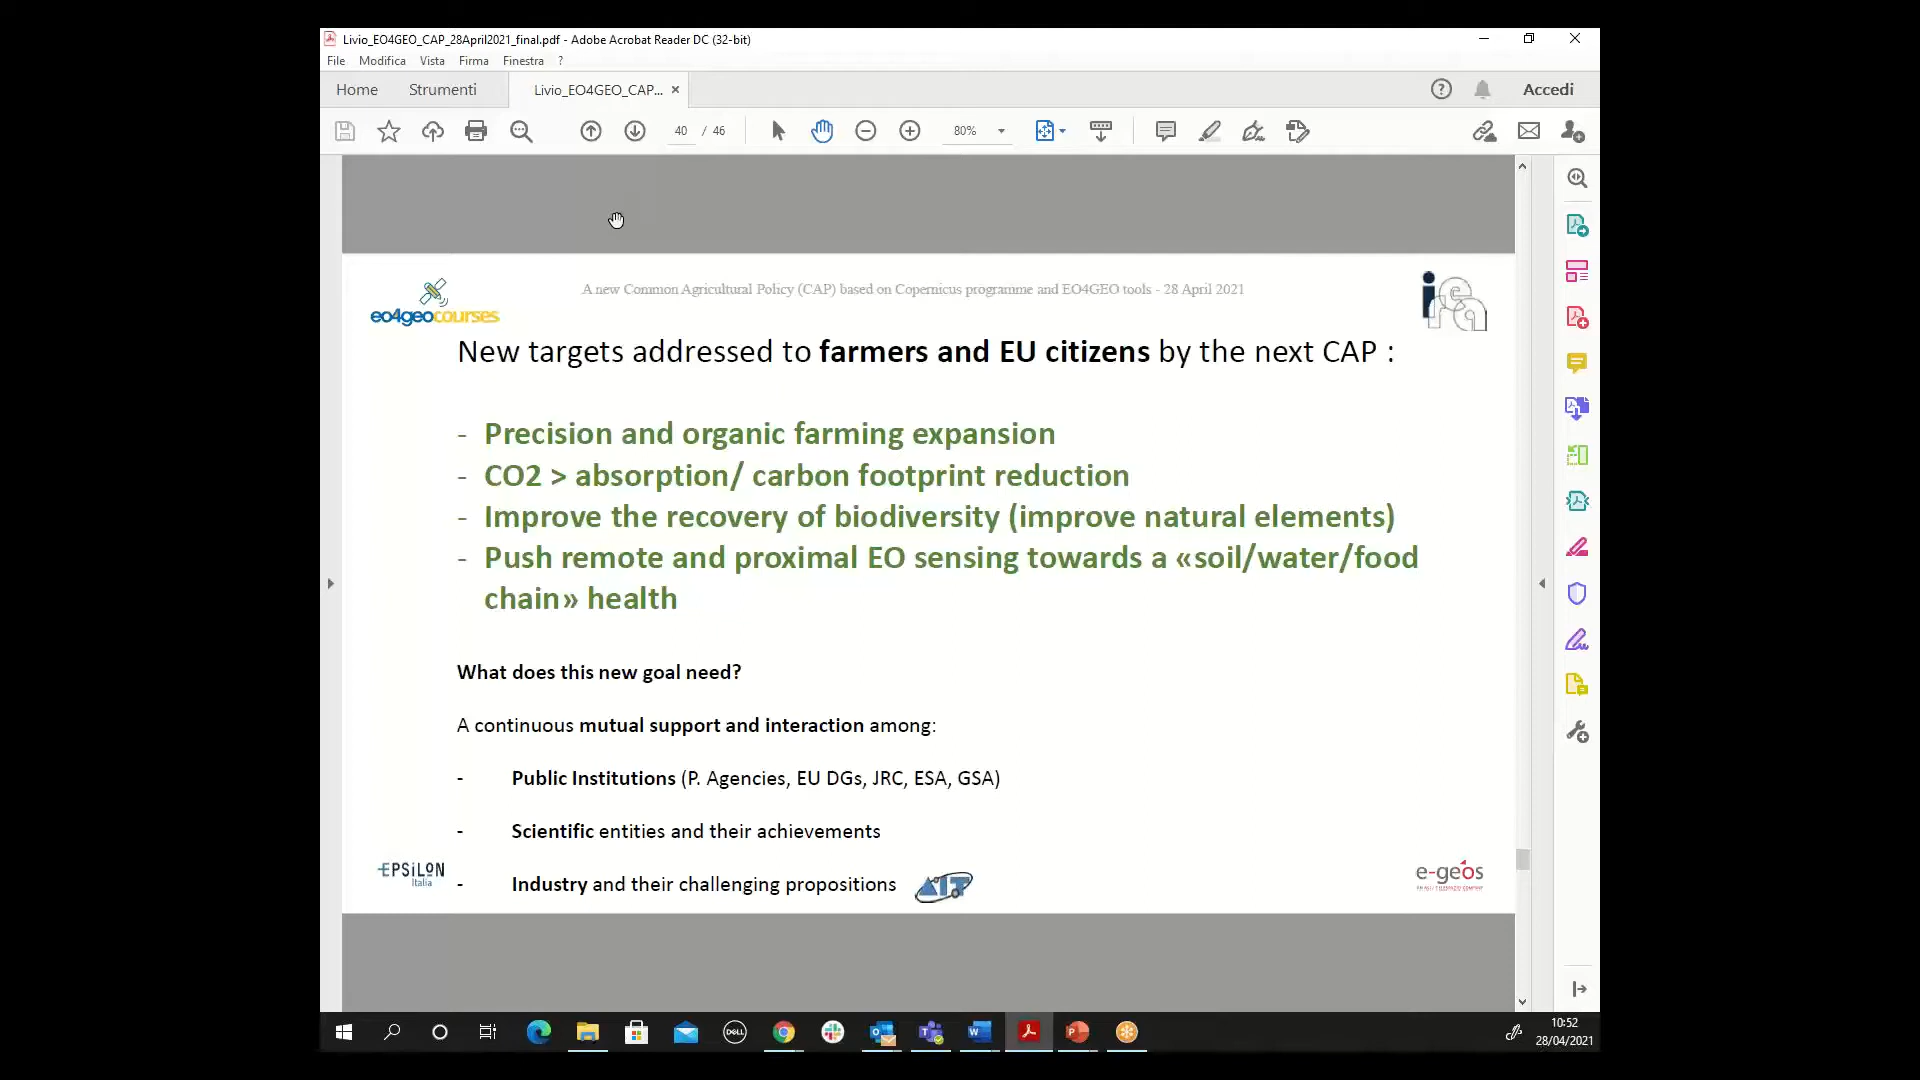 Livio_EO4GEO_CAP_28April2021_final.pdf - Adobe Acrobat Reader DC (32-bit)
File Modifica Vista Firma Finestra ?
Home Strumenti Livio_EO4GEO_CAP... × Accedi
40 / 46 80%
eo4geocourses
A new Common Agricultural Policy (CAP) based on Copernicus programme and EO4GEO tools - 28 April 2021
iea
New targets addressed to farmers and EU citizens by the next CAP :
- Precision and organic farming expansion
- CO2 > absorption/ carbon footprint reduction
- Improve the recovery of biodiversity (improve natural elements)
- Push remote and proximal EO sensing towards a «soil/water/food
chain» health
What does this new goal need?
A continuous mutual support and interaction among:
- Public Institutions (P. Agencies, EU DGs, JRC, ESA, GSA)
- Scientific entities and their achievements
- Industry and their challenging propositions
EPSiLON
Italia
AIT
e-geos
DELL
10:52
28/04/2021